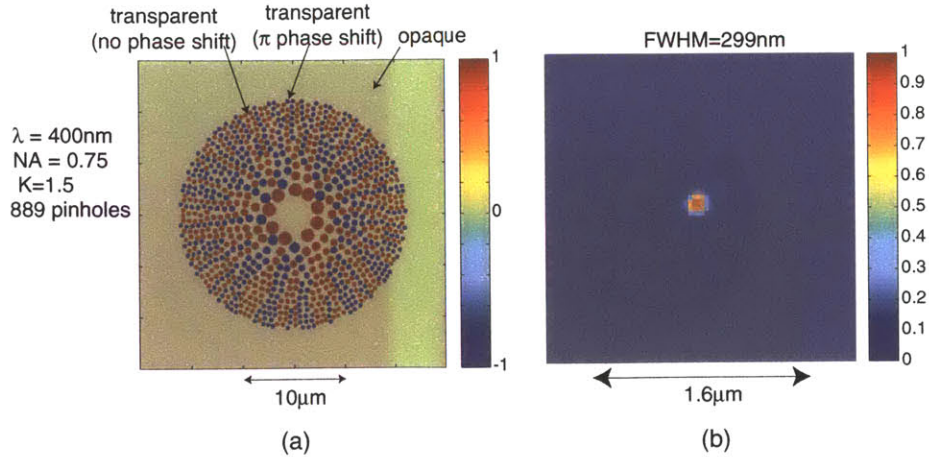 transparent
(no phase shift)
transparent
(π phase shift)
opaque
λ = 400nm
NA = 0.75
K=1.5
889 pinholes
1
0
-1
10µm
(a)
FWHM=299nm
1
0.9
0.8
0.7
0.6
0.5
0.4
0.3
0.2
0.1
0
1.6µm
(b)